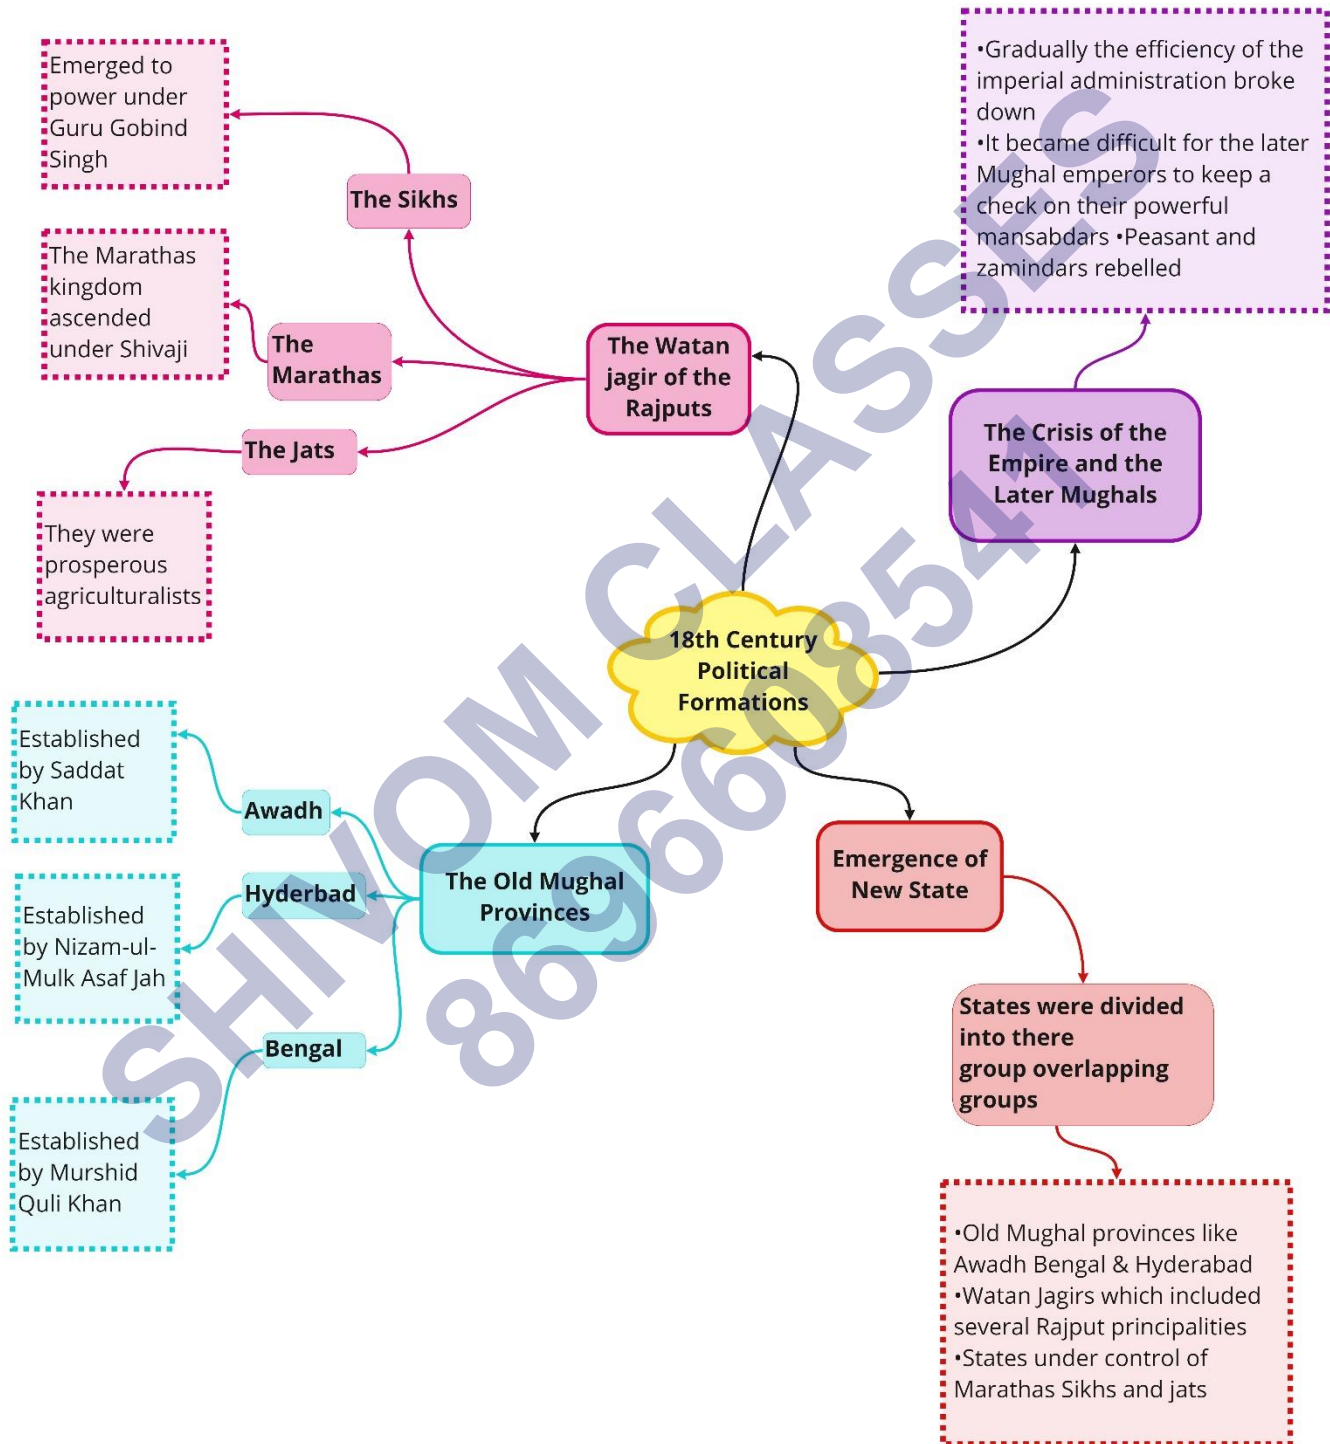 Emerged to
power under
Guru Gobind
Singh
The Sikhs
The Marathas
kingdom
ascended
under Shivaji
The
Marathas
The Jats
They were
prosperous
agriculturalists
The Watan
jagir of the
Rajputs
•Gradually the efficiency of the
imperial administration broke
down
•It became difficult for the later
Mughal emperors to keep a
check on their powerful
mansabdars •Peasant and
zamindars rebelled
The Crisis of the
Empire and the
Later Mughals
18th Century
Political
Formations
Established
by Saddat
Khan
Awadh
Hyderbad
Established
by Nizam-ul-
Mulk Asaf Jah
Bengal
Established
by Murshid
Quli Khan
The Old Mughal
Provinces
Emergence of
New State
States were divided
into there
group overlapping
groups
•Old Mughal provinces like
Awadh Bengal & Hyderabad
•Watan Jagirs which included
several Rajput principalities
•States under control of
Marathas Sikhs and jats
SHIVOM CLASSES
8696608541